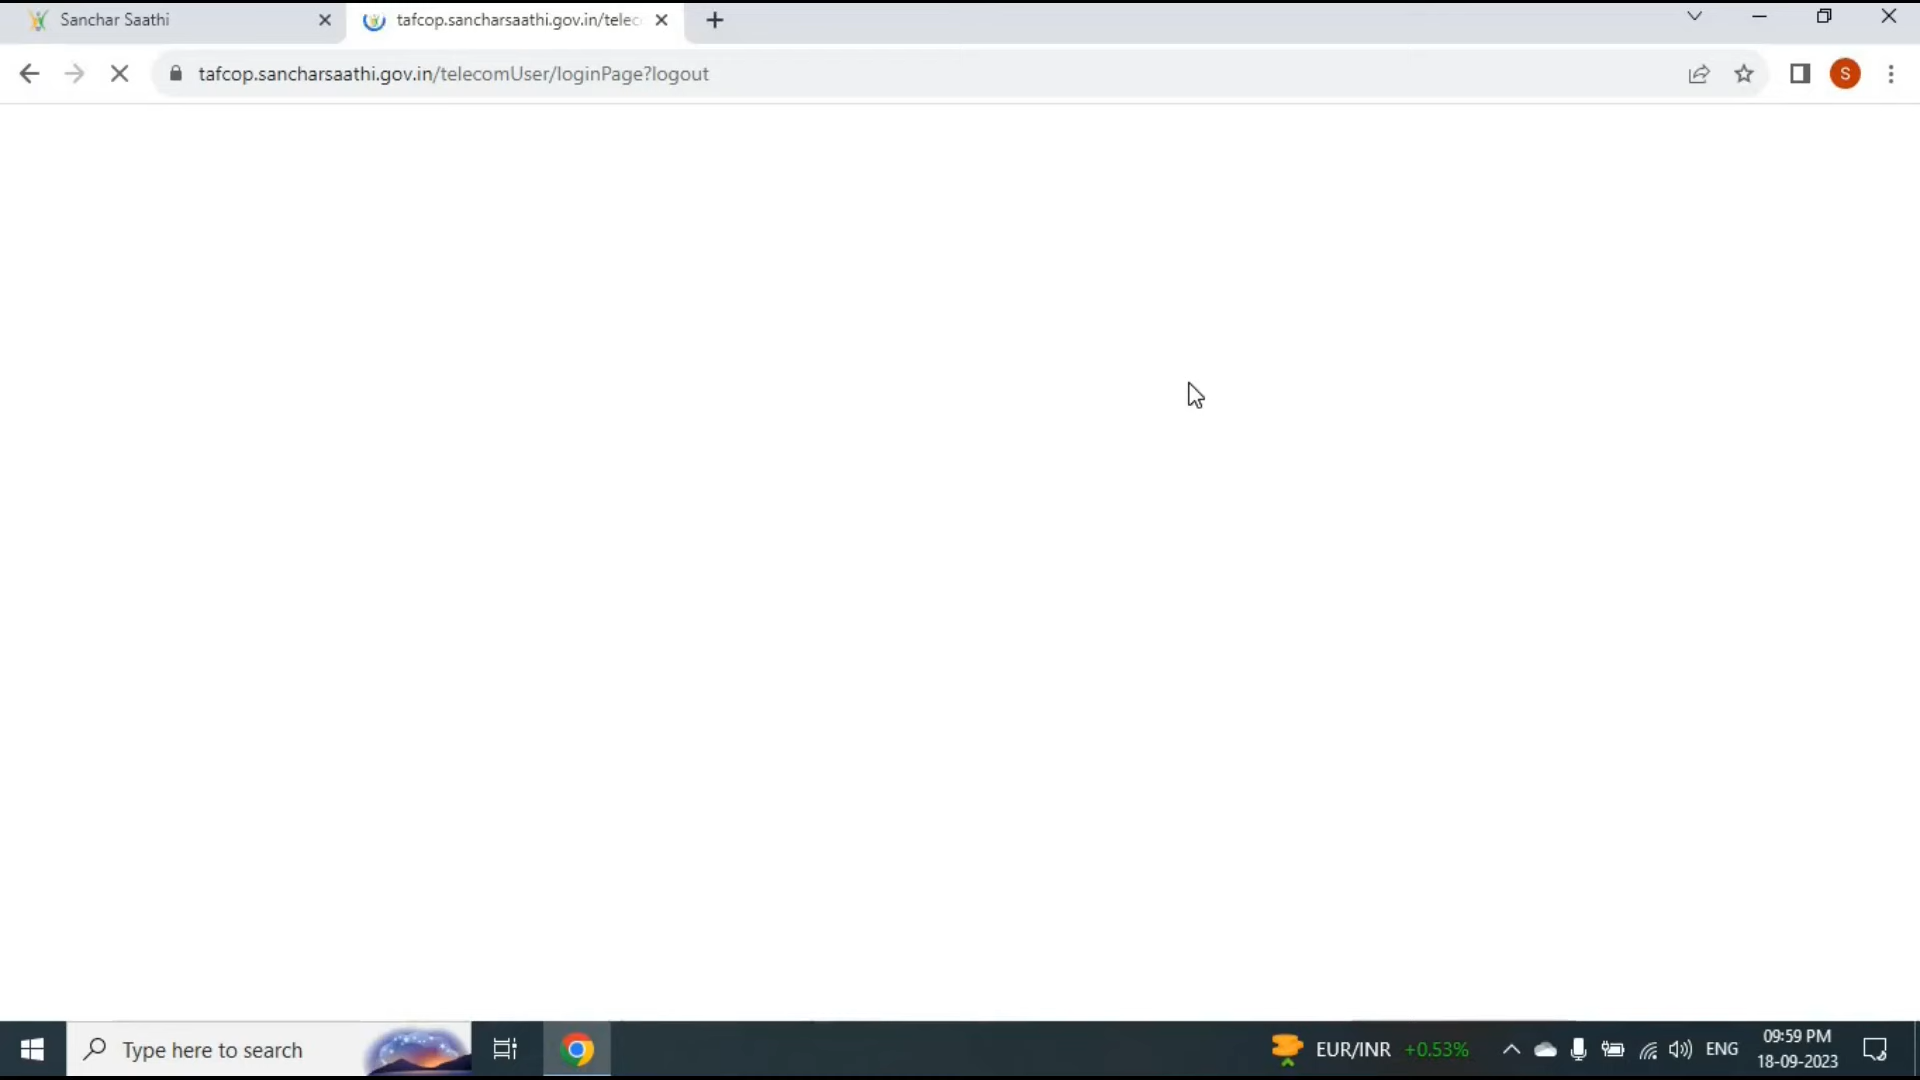 Sanchar Saathi
tafcop.sancharsaathi.gov.in/telec
tafcop.sancharsaathi.gov.in/telecomUser/loginPage?logout
S
Type here to search
EUR/INR +0.53%
ENG
09:59 PM
18-09-2023